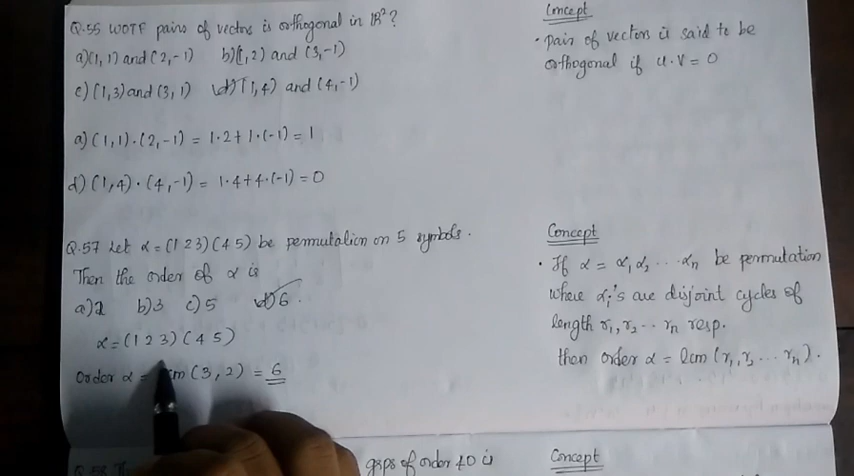 Q.55 WOTF pairs of vectors is orthogonal in ℝ²?
a)(1, 1) and (2, -1) b)(1, 2) and (3, -1)
c) (1, 3) and (3, 1) d) (1, 4) and (4, -1)
a) (1, 1)·(2, -1) = 1·2 + 1·(-1) = 1
d) (1, 4)·(4, -1) = 1·4 + 4·(-1) = 0
Concept
· pair of vectors is said to be
orthogonal if u·v = 0
Q.57 Let α = (1 2 3)(4 5) be permutation on 5 symbols.
Then the order of α is
a) 2 b) 3 c) 5 d) 6.
α = (1 2 3)(4 5)
Order α = lcm (3, 2) = 6
Concept
· If α = α₁ α₂ ... αₙ be permutation
where αᵢ's are disjoint cycles of
length r₁, r₂ ... rₙ resp.
then order α = lcm (r₁, r₂ ... rₙ).
Q.58 grps of order 40 is
Concept